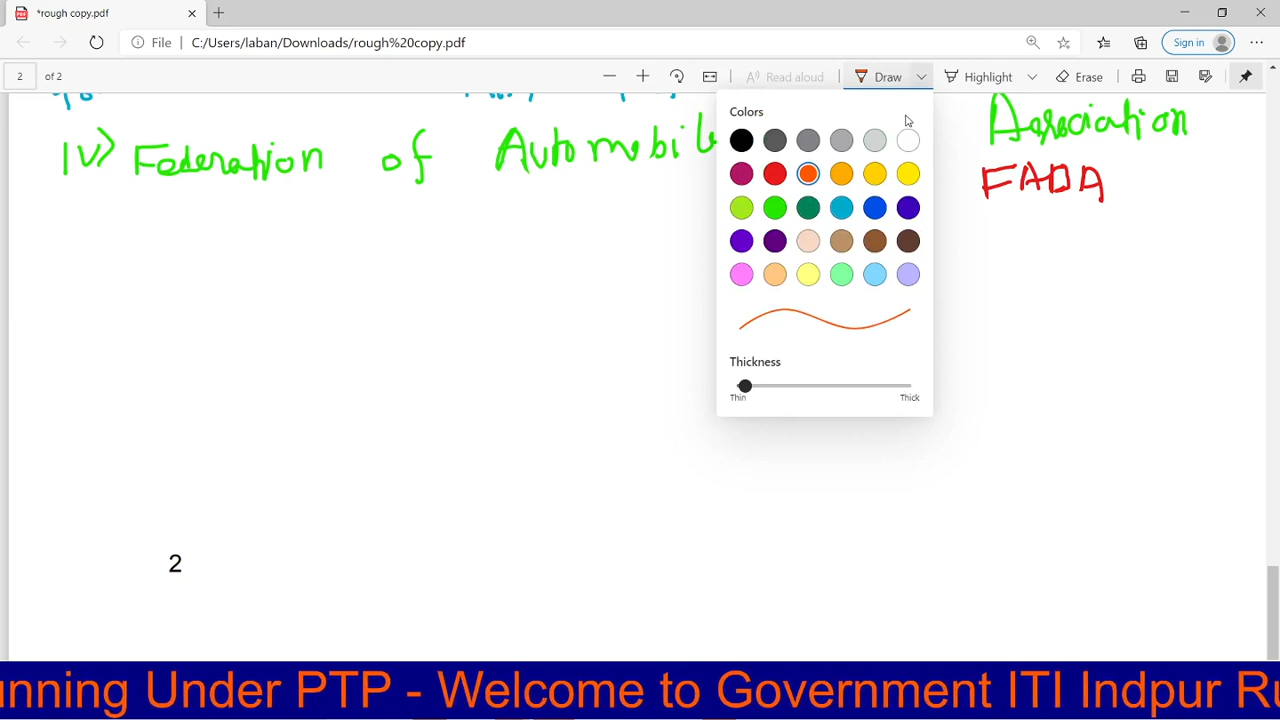 *rough copy.pdf
File C:/Users/laban/Downloads/rough%20copy.pdf Sign in
2 of 2 Read aloud Draw Highlight Erase
Colors
Association
iv) Federation of Automobile
FADA
Thickness
Thin Thick
2
unning Under PTP - Welcome to Government ITI Indpur Ru